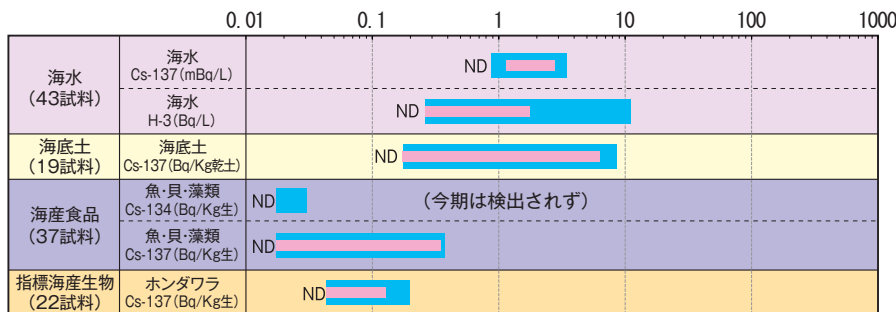 0.01 0.1 1 10 100 1000
海水
(43試料)
海水
Cs-137(mBq/L)
ND
海水
H-3(Bq/L)
ND
海底土
(19試料)
海底土
Cs-137(Bq/Kg乾土)
ND
海産食品
(37試料)
魚・貝・藻類
Cs-134(Bq/Kg生)
ND
(今期は検出されず)
魚・貝・藻類
Cs-137(Bq/Kg生)
ND
指標海産生物
(22試料)
ホンダワラ
Cs-137(Bq/Kg生)
ND